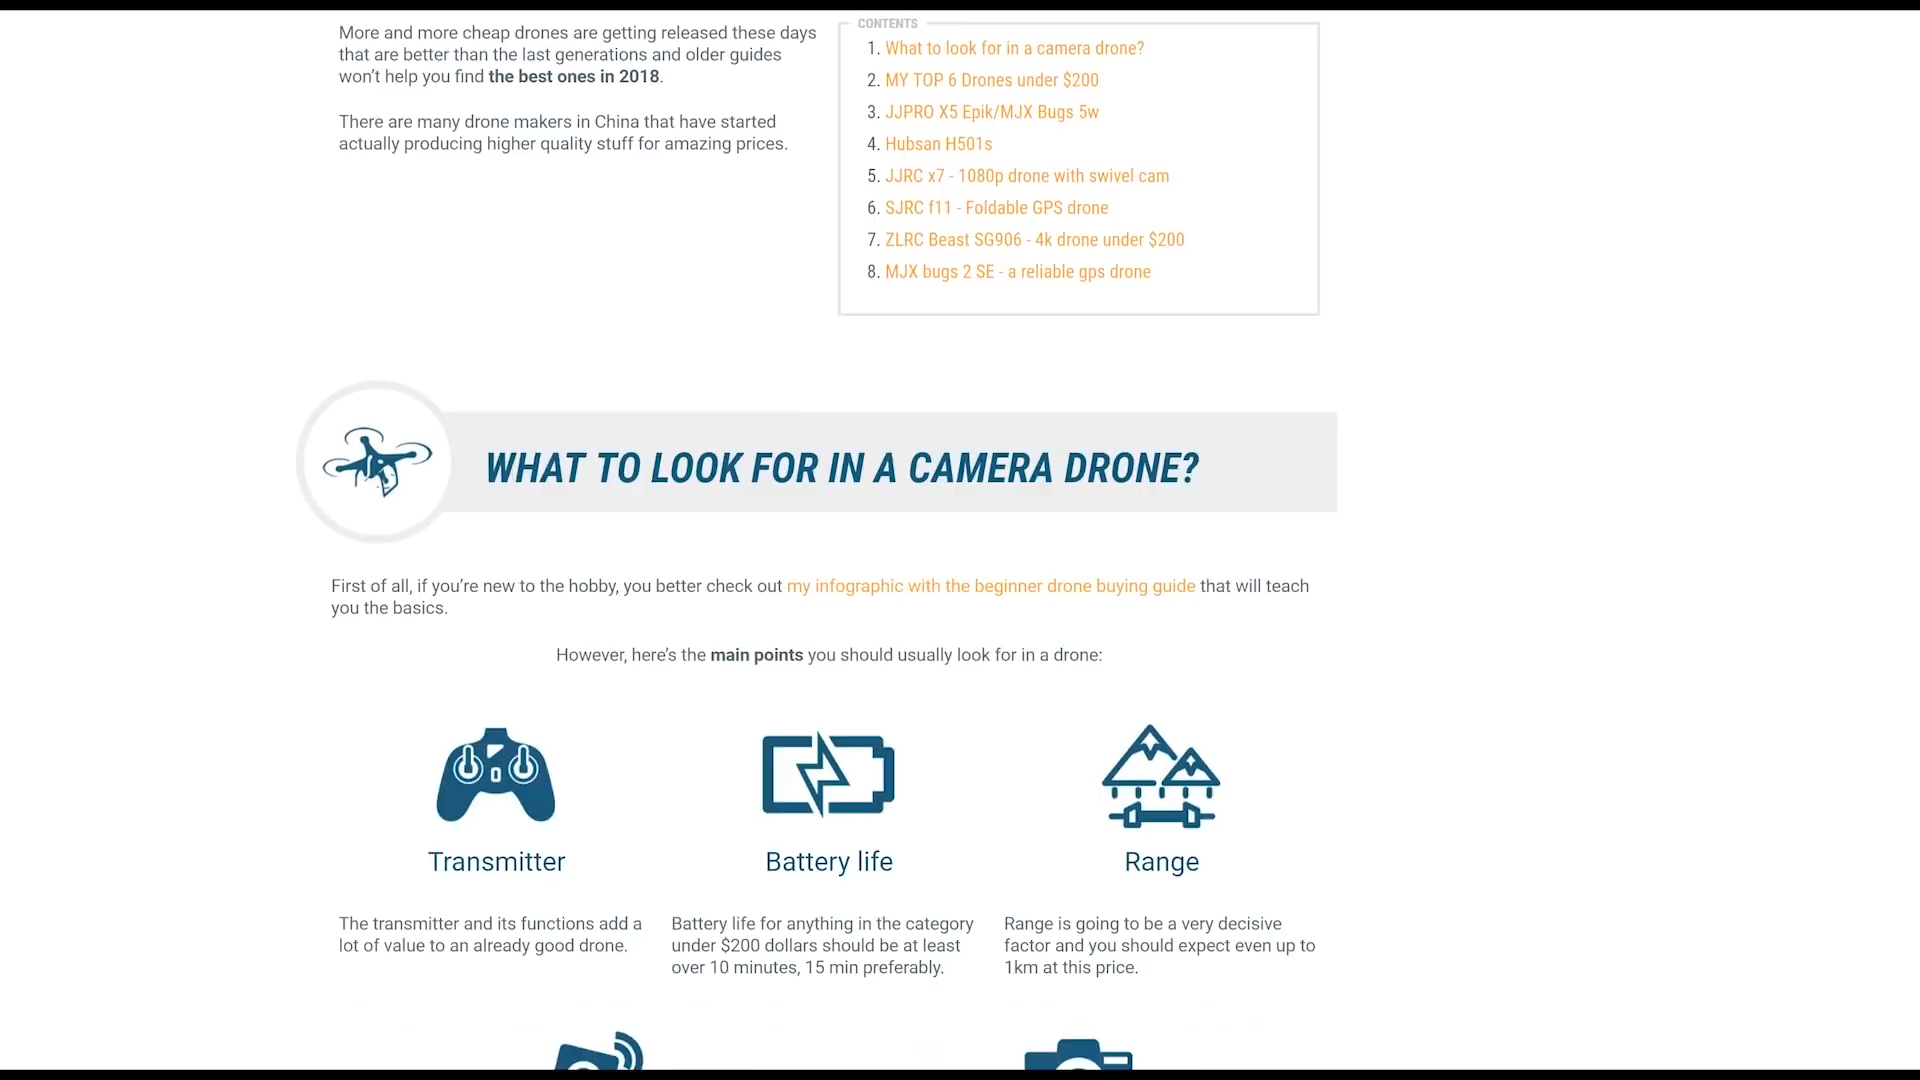 More and more cheap drones are getting released these days
that are better than the last generations and older guides
won't help you find the best ones in 2018.
There are many drone makers in China that have started
actually producing higher quality stuff for amazing prices.
CONTENTS
1. What to look for in a camera drone?
2. MY TOP 6 Drones under $200
3. JJPRO X5 Epik/MJX Bugs 5w
4. Hubsan H501s
5. JJRC x7 - 1080p drone with swivel cam
6. SJRC f11 - Foldable GPS drone
7. ZLRC Beast SG906 - 4k drone under $200
8. MJX bugs 2 SE - a reliable gps drone
WHAT TO LOOK FOR IN A CAMERA DRONE?
First of all, if you're new to the hobby, you better check out my infographic with the beginner drone buying guide that will teach
you the basics.
However, here's the main points you should usually look for in a drone:
Transmitter
The transmitter and its functions add a
lot of value to an already good drone.
Battery life
Battery life for anything in the category
under $200 dollars should be at least
over 10 minutes, 15 min preferably.
Range
Range is going to be a very decisive
factor and you should expect even up to
1km at this price.